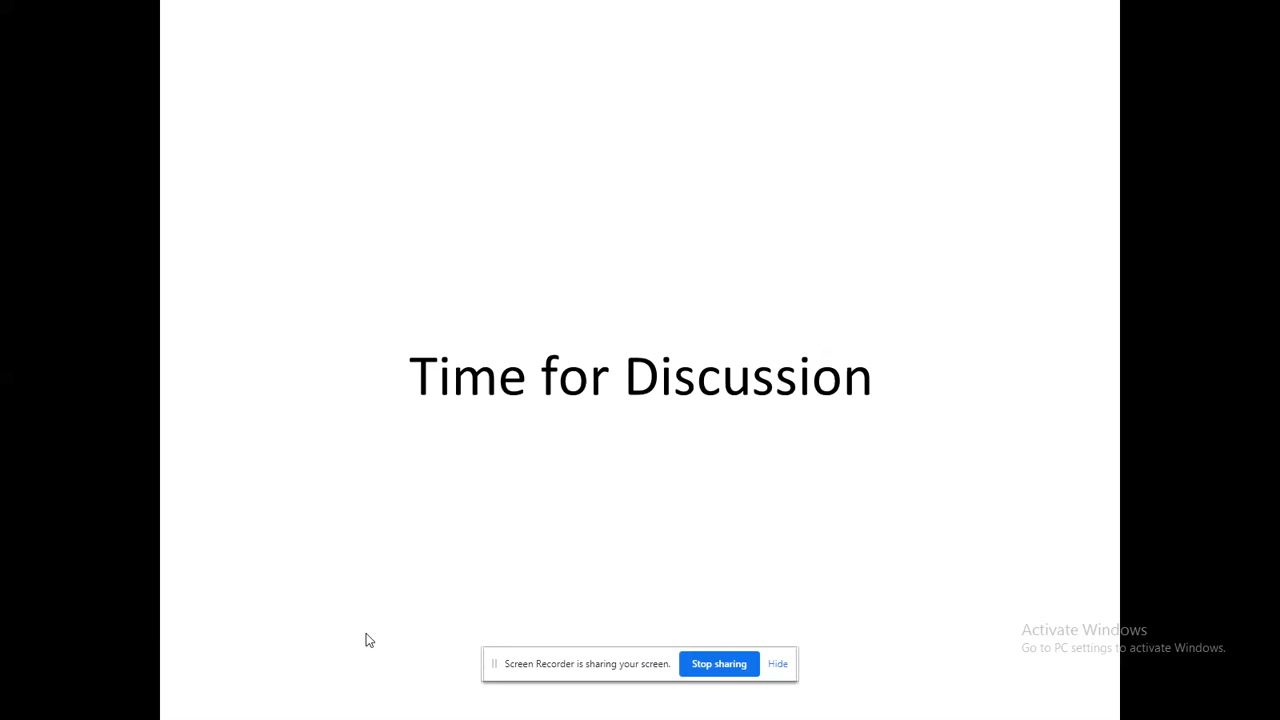 Time for Discussion
Activate Windows
Go to PC settings to activate Windows.
Screen Recorder is sharing your screen. Stop sharing Hide